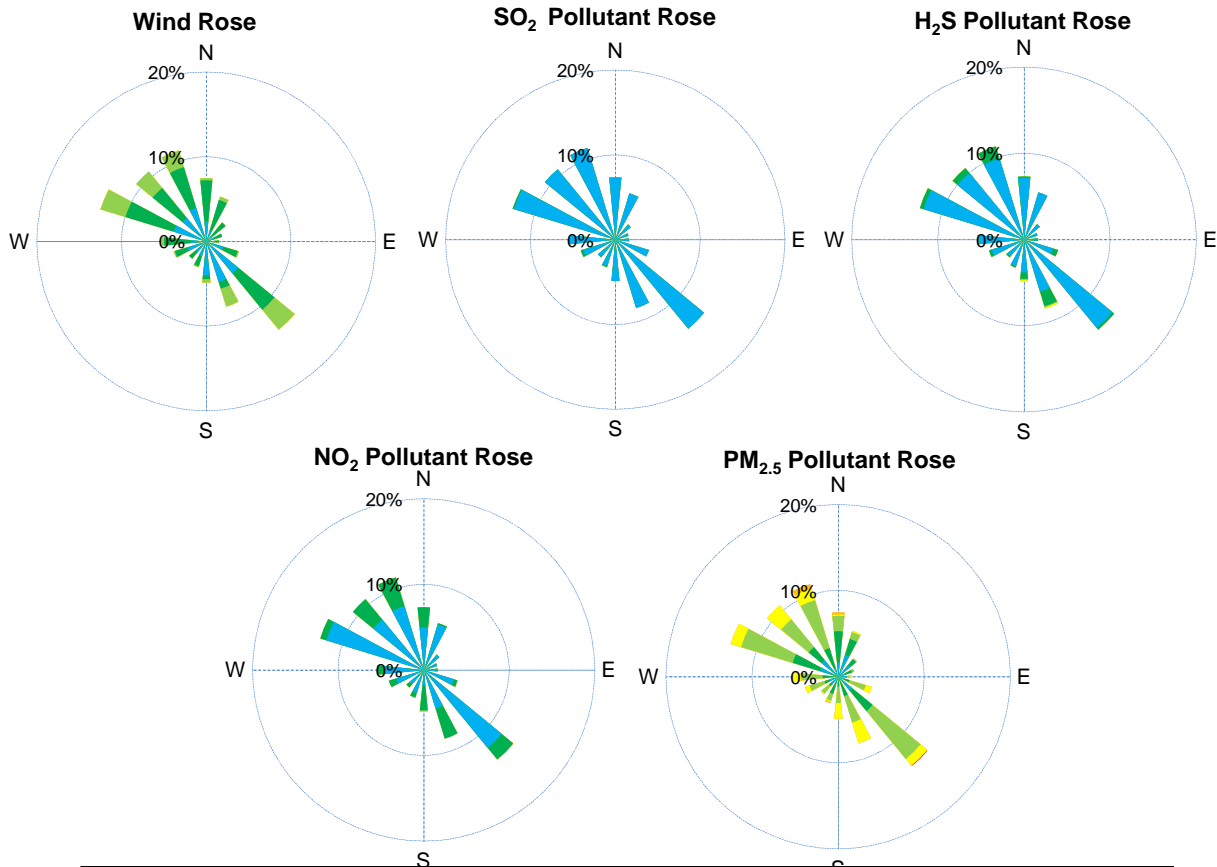 Wind Rose
N
20%
10%
0%
W
E
S
SO₂ Pollutant Rose
N
20%
10%
0%
W
E
S
H₂S Pollutant Rose
N
20%
10%
0%
W
E
S
NO₂ Pollutant Rose
N
20%
10%
0%
W
E
S
PM₂.₅ Pollutant Rose
N
20%
10%
0%
W
E
S